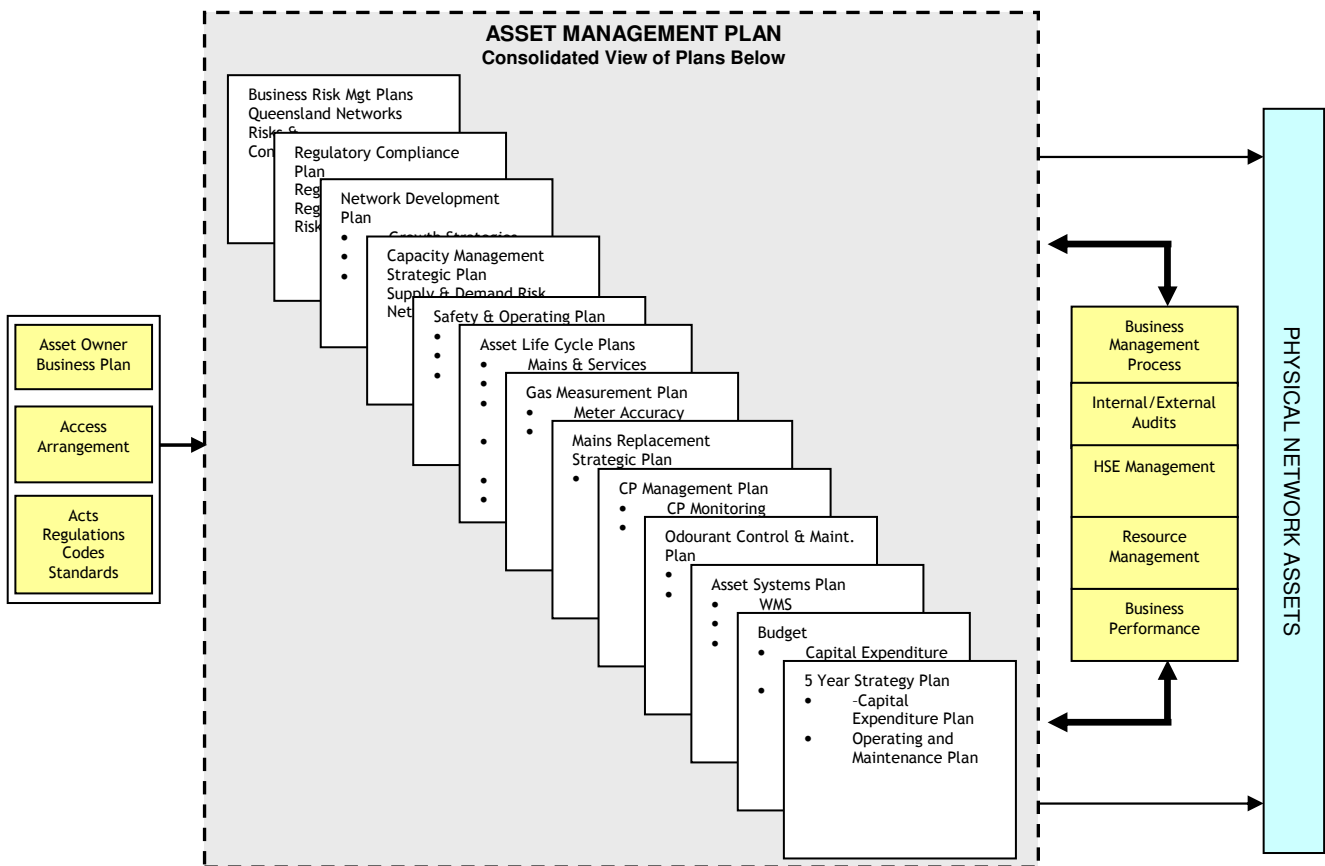 ASSET MANAGEMENT PLAN
Consolidated View of Plans Below
Business Risk Mgt Plans
Queensland Networks
Risks &
Con
Regulatory Compliance
Plan
Reg
Reg
Risk
Network Development
Plan
• Growth Strategies
•
•
Capacity Management
Strategic Plan
Supply & Demand Risk
Net
Safety & Operating Plan
•
•
•
Asset Life Cycle Plans
• Mains & Services
•
•
•
•
•
Gas Measurement Plan
• Meter Accuracy
•
Mains Replacement
Strategic Plan
•
CP Management Plan
• CP Monitoring
•
Odourant Control & Maint.
Plan
•
•
Asset Systems Plan
• WMS
•
•
Budget
• Capital Expenditure
•
5 Year Strategy Plan
• -Capital
Expenditure Plan
• Operating and
Maintenance Plan
Asset Owner
Business Plan
Access
Arrangement
Acts
Regulations
Codes
Standards
Business
Management
Process
Internal/External
Audits
HSE Management
Resource
Management
Business
Performance
PHYSICAL NETWORK ASSETS